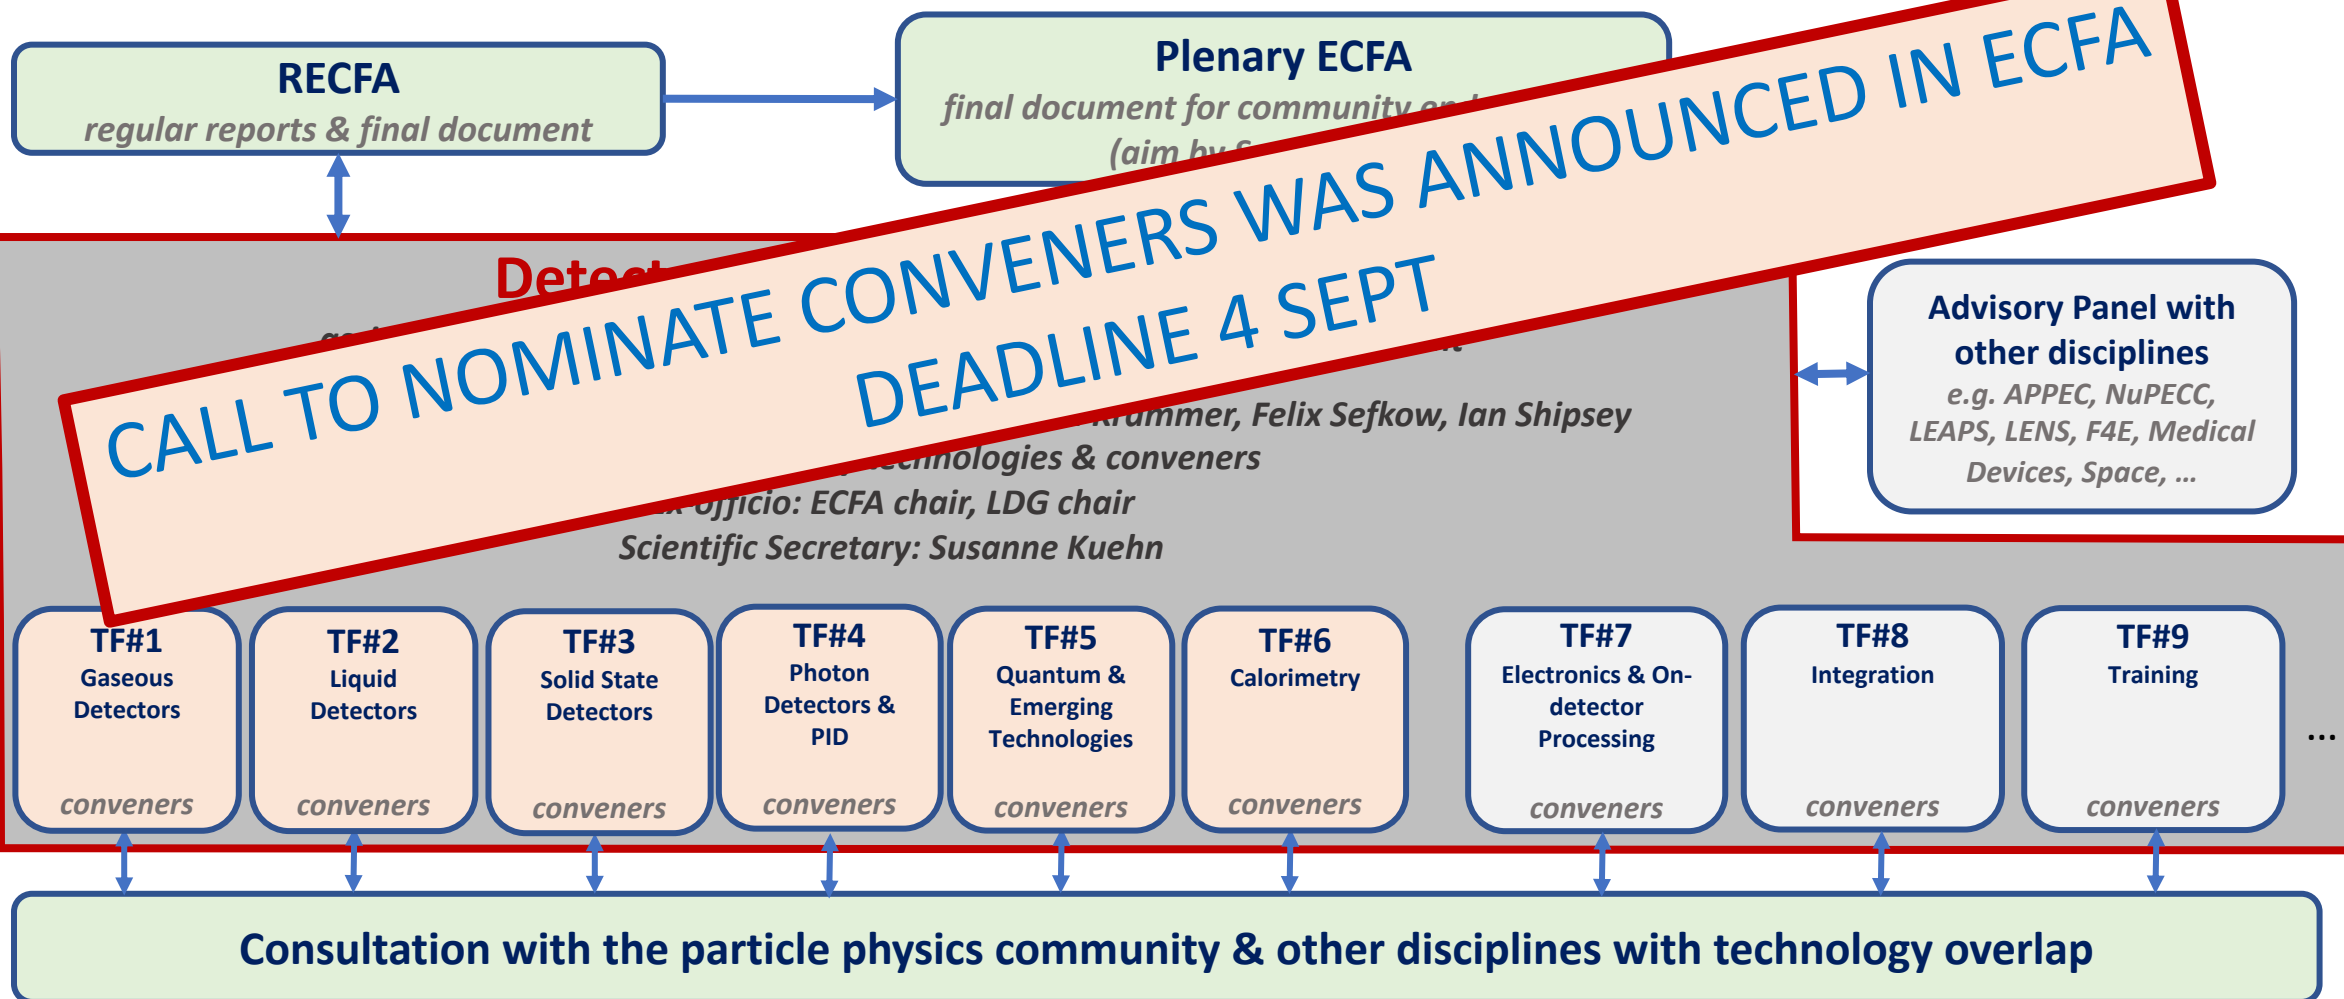 RECFA
regular reports & final document
Plenary ECFA
final document for community
(aim by
CALL TO NOMINATE CONVENERS WAS ANNOUNCED IN ECFA
DEADLINE 4 SEPT
Krammer, Felix Sefkow, Ian Shipsey
technologies & conveners
Ex-officio: ECFA chair, LDG chair
Scientific Secretary: Susanne Kuehn
Advisory Panel with
other disciplines
e.g. APPEC, NuPECC,
LEAPS, LENS, F4E, Medical
Devices, Space, …
TF#1
Gaseous
Detectors
conveners
TF#2
Liquid
Detectors
conveners
TF#3
Solid State
Detectors
conveners
TF#4
Photon
Detectors &
PID
conveners
TF#5
Quantum &
Emerging
Technologies
conveners
TF#6
Calorimetry
conveners
TF#7
Electronics & On-
detector
Processing
conveners
TF#8
Integration
conveners
TF#9
Training
conveners
…
Consultation with the particle physics community & other disciplines with technology overlap